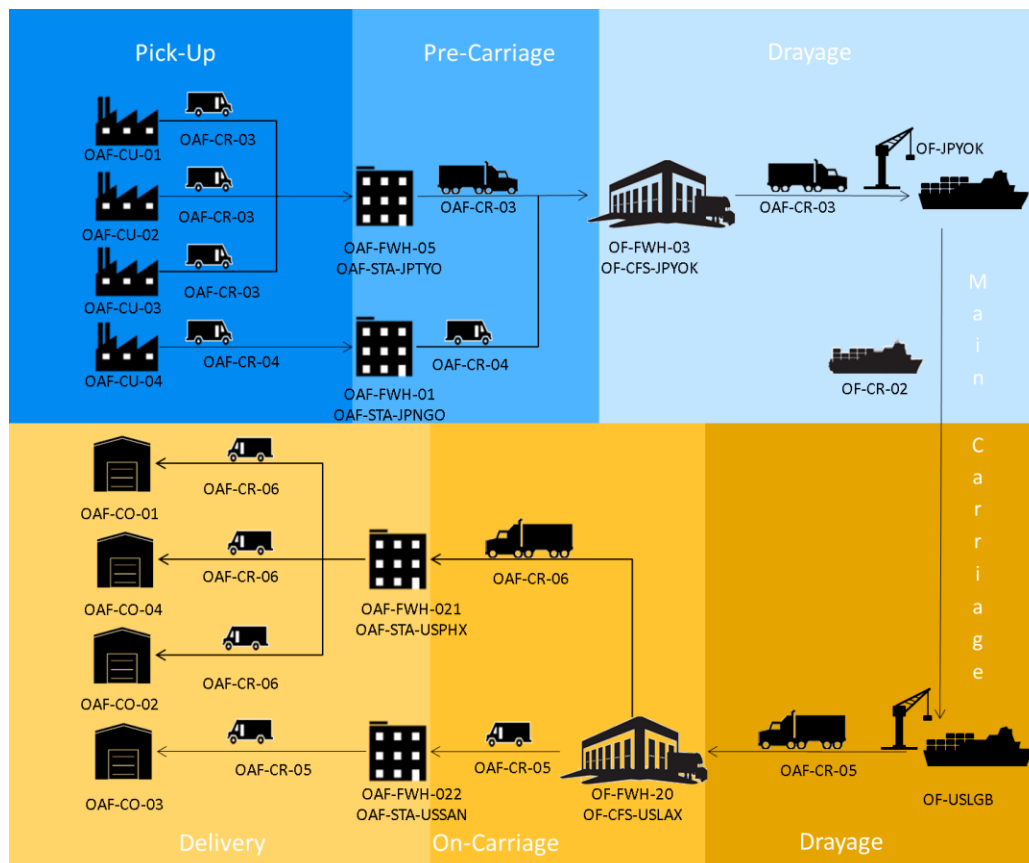 Pick-Up
Pre-Carriage
Drayage
OAF-CR-03
OAF-CU-01
OAF-CR-03
OAF-CU-02
OAF-CR-03
OAF-CU-03
OAF-CR-04
OAF-CU-04
OAF-CR-03
OAF-FWH-05
OAF-STA-JPTYO
OAF-CR-04
OAF-FWH-01
OAF-STA-JPNGO
OF-FWH-03
OF-CFS-JPYOK
OAF-CR-03
OF-JPYOK
OF-CR-02
Main
Carriage
OAF-CR-06
OAF-CO-01
OAF-CR-06
OAF-CO-04
OAF-CR-06
OAF-CO-02
OAF-CR-05
OAF-CO-03
OAF-FWH-021
OAF-STA-USPHX
OAF-CR-06
OAF-FWH-022
OAF-STA-USSAN
OAF-CR-05
OF-FWH-20
OF-CFS-USLAX
OAF-CR-05
OF-USLGB
Delivery
On-Carriage
Drayage